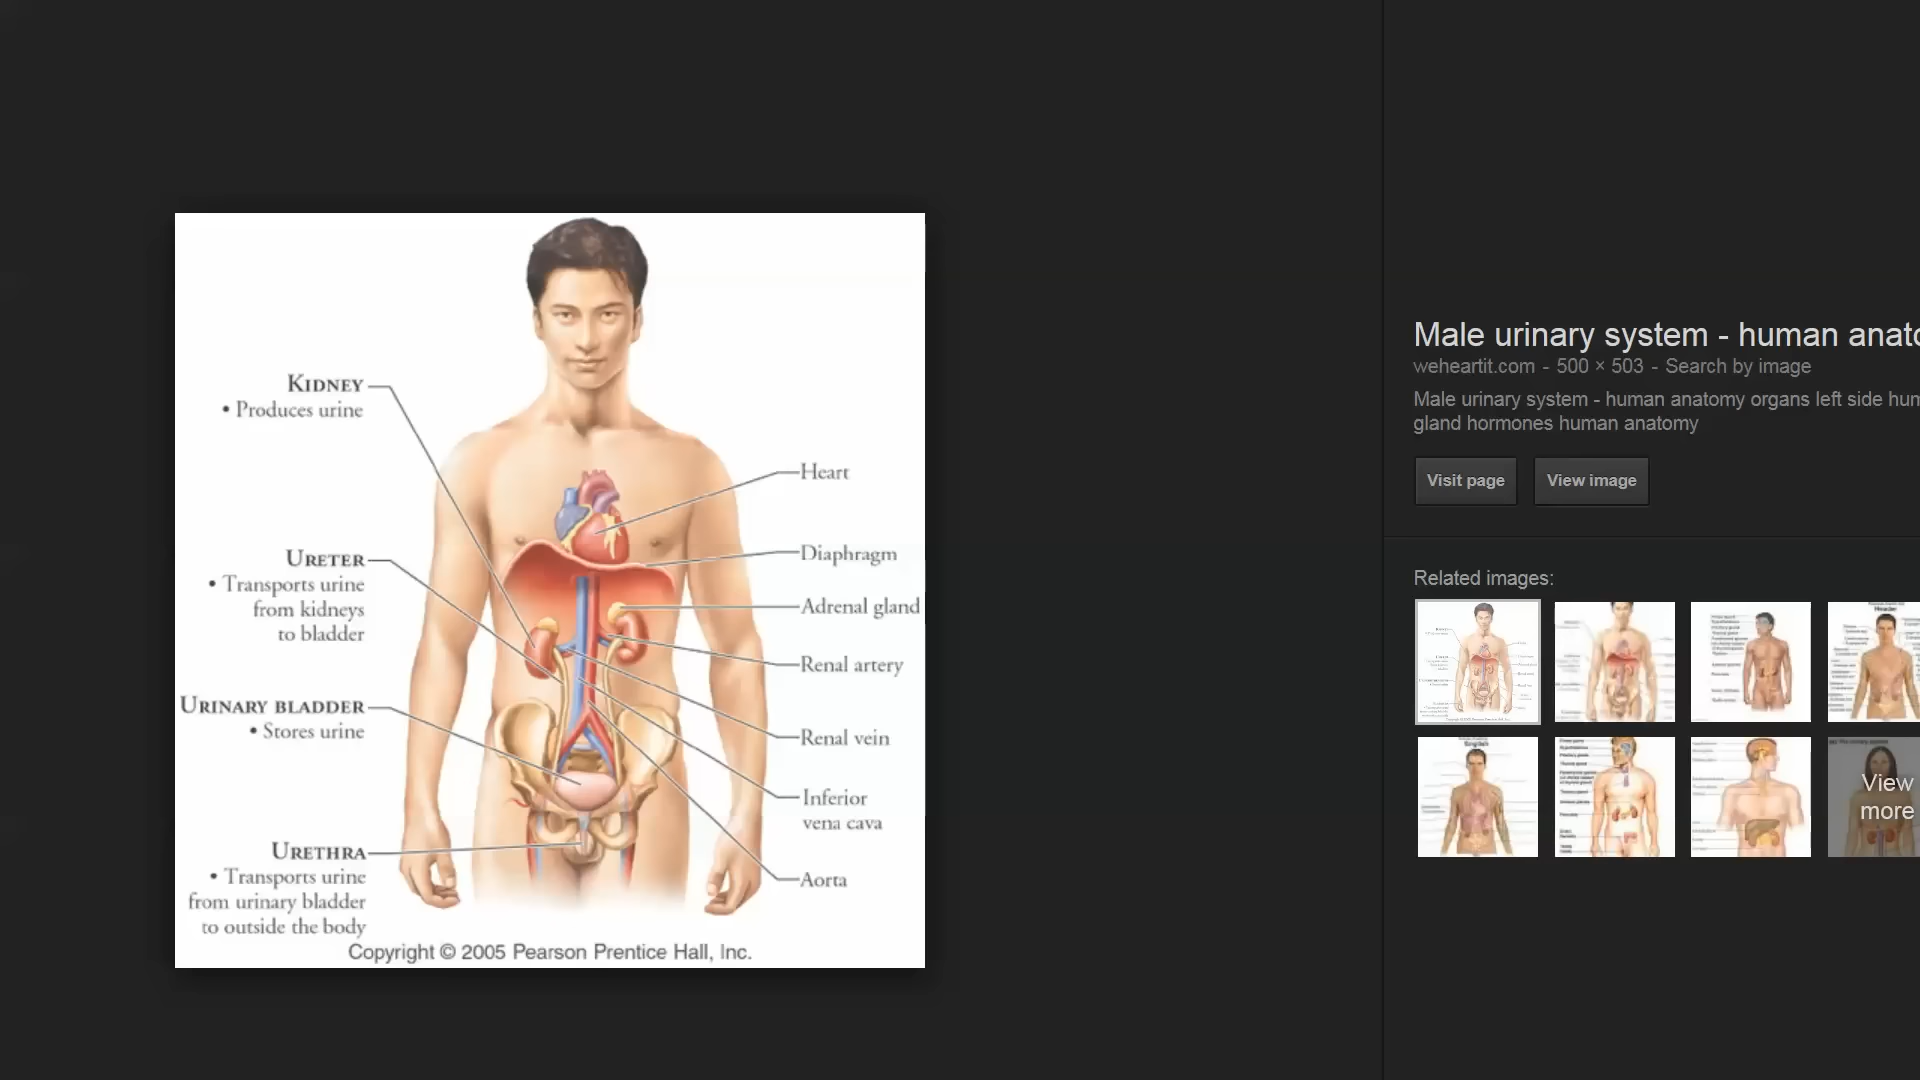 KIDNEY
• Produces urine
URETER
• Transports urine
from kidneys
to bladder
URINARY BLADDER
• Stores urine
URETHRA
• Transports urine
from urinary bladder
to outside the body
Heart
Diaphragm
Adrenal gland
Renal artery
Renal vein
Inferior
vena cava
Aorta
Copyright © 2005 Pearson Prentice Hall, Inc.
Male urinary system - human anato
weheartit.com - 500 × 503 - Search by image
Male urinary system - human anatomy organs left side hum
gland hormones human anatomy
Visit page
View image
Related images:
View
more